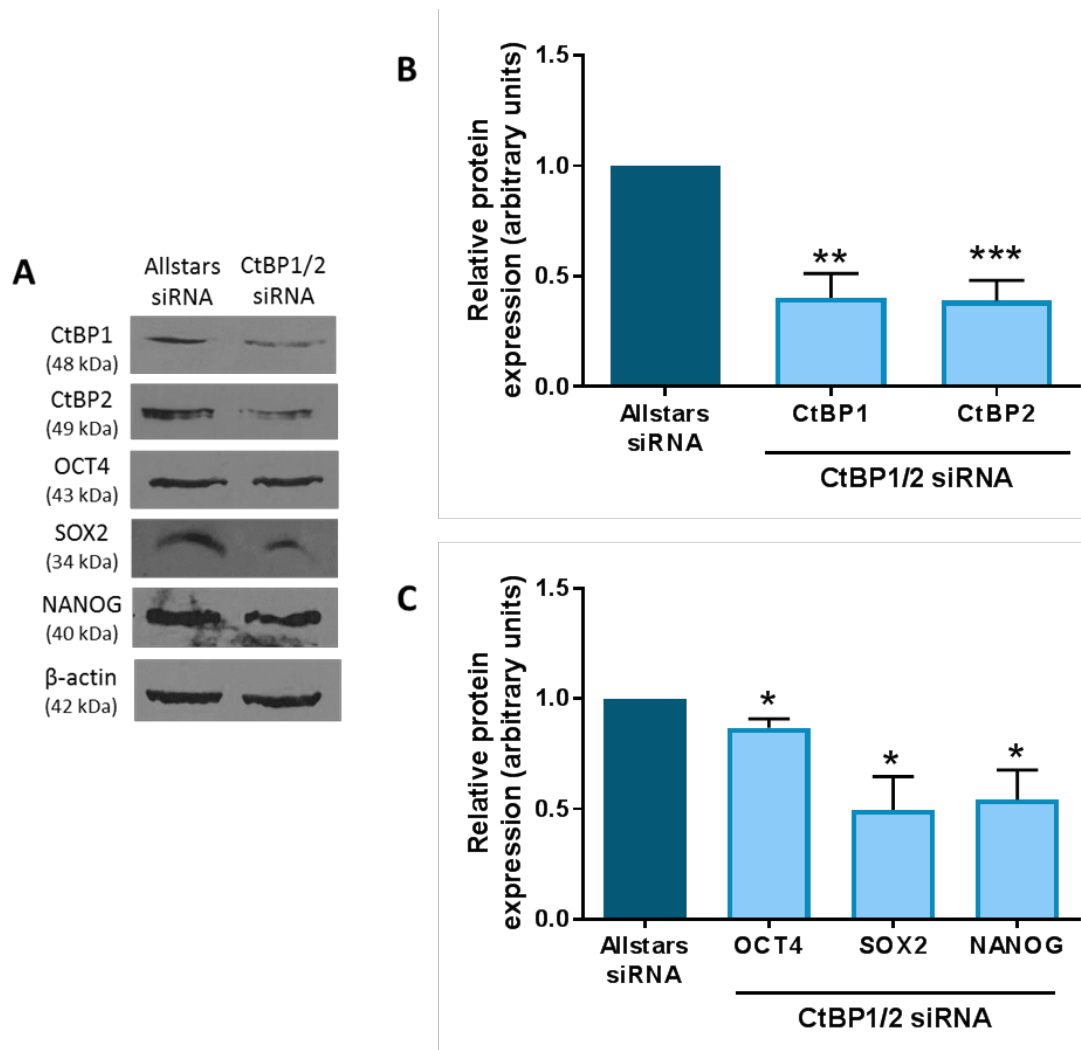 A
Allstars
siRNA
CtBP1/2
siRNA
CtBP1
(48 kDa)
CtBP2
(49 kDa)
OCT4
(43 kDa)
SOX2
(34 kDa)
NANOG
(40 kDa)
β-actin
(42 kDa)
B
Relative protein
expression (arbitrary units)
1.5
1.0
0.5
0.0
**
***
Allstars
siRNA
CtBP1
CtBP2
CtBP1/2 siRNA
C
Relative protein
expression (arbitrary units)
1.5
1.0
0.5
0.0
*
*
*
Allstars
siRNA
OCT4
SOX2
NANOG
CtBP1/2 siRNA